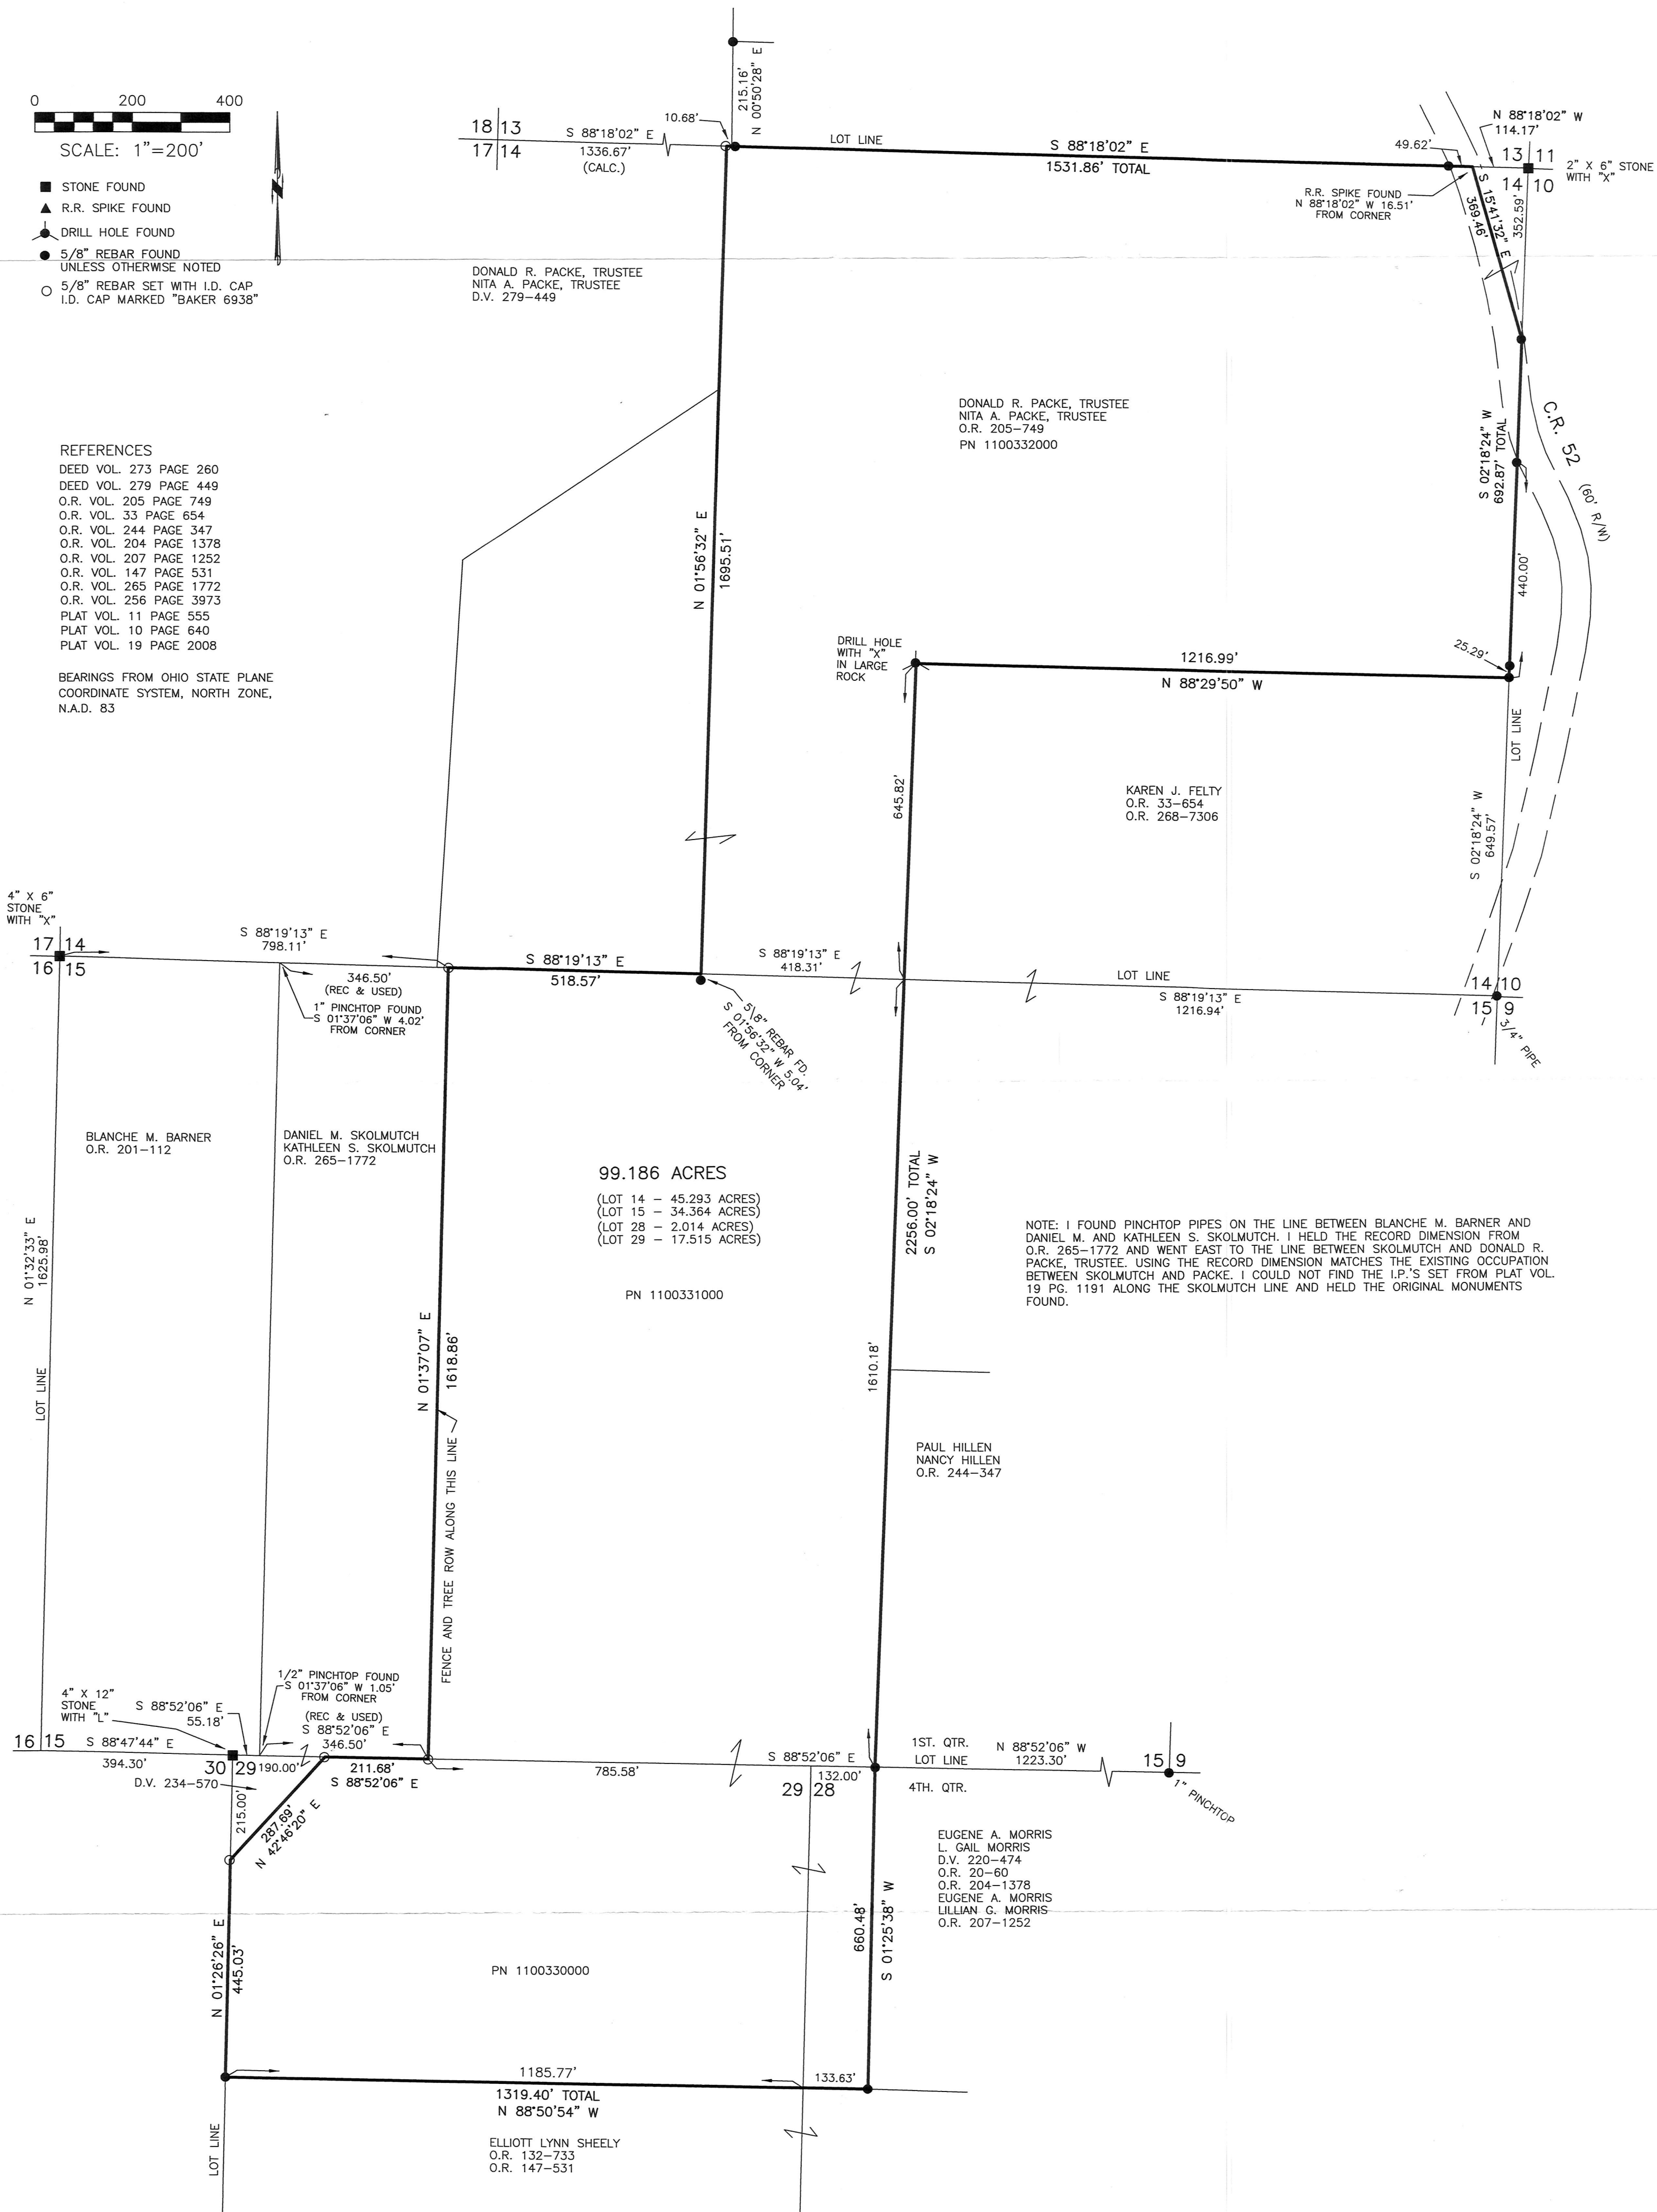 0 200 400
SCALE: 1"=200'
STONE FOUND
R.R. SPIKE FOUND
DRILL HOLE FOUND
5/8" REBAR FOUND
UNLESS OTHERWISE NOTED
5/8" REBAR SET WITH I.D. CAP
I.D. CAP MARKED "BAKER 6938"
REFERENCES
DEED VOL. 273 PAGE 260
DEED VOL. 279 PAGE 449
O.R. VOL. 205 PAGE 749
O.R. VOL. 33 PAGE 654
O.R. VOL. 244 PAGE 347
O.R. VOL. 204 PAGE 1378
O.R. VOL. 207 PAGE 1252
O.R. VOL. 147 PAGE 531
O.R. VOL. 265 PAGE 1772
O.R. VOL. 256 PAGE 3973
PLAT VOL. 11 PAGE 555
PLAT VOL. 10 PAGE 640
PLAT VOL. 19 PAGE 2008
BEARINGS FROM OHIO STATE PLANE
COORDINATE SYSTEM, NORTH ZONE,
N.A.D. 83
215.16'
N 00°50'28" E
10.68'
18 13
17 14
S 88°18'02" E
1336.67'
(CALC.)
LOT LINE
S 88°18'02" E
1531.86' TOTAL
49.62'
N 88°18'02" W
114.17'
13 11
14 10
2" X 6" STONE
WITH "X"
R.R. SPIKE FOUND
N 88°18'02" W 16.51'
FROM CORNER
S 15°41'32" E
369.46'
352.59'
DONALD R. PACKE, TRUSTEE
NITA A. PACKE, TRUSTEE
D.V. 279-449
DONALD R. PACKE, TRUSTEE
NITA A. PACKE, TRUSTEE
O.R. 205-749
PN 1100332000
S 02°18'24" W
692.87' TOTAL
C.R. 52 (60' R/W)
440.00'
N 01°56'32" E
1695.51'
DRILL HOLE
WITH "X"
IN LARGE
ROCK
1216.99'
N 88°29'50" W
25.29'
LOT LINE
645.82'
KAREN J. FELTY
O.R. 33-654
O.R. 268-7306
S 02°18'24" W
649.57'
4" X 6"
STONE
WITH "X"
17 14
16 15
S 88°19'13" E
798.11'
346.50'
(REC & USED)
1" PINCHTOP FOUND
S 01°37'06" W 4.02'
FROM CORNER
S 88°19'13" E
518.57'
5\8" REBAR FD.
S 01°56'32" W 5.04'
FROM CORNER
S 88°19'13" E
418.31'
LOT LINE
S 88°19'13" E
1216.94'
14 10
15 9
3/4" PIPE
BLANCHE M. BARNER
O.R. 201-112
DANIEL M. SKOLMUTCH
KATHLEEN S. SKOLMUTCH
O.R. 265-1772
99.186 ACRES
(LOT 14 - 45.293 ACRES)
(LOT 15 - 34.364 ACRES)
(LOT 28 - 2.014 ACRES)
(LOT 29 - 17.515 ACRES)
PN 1100331000
2256.00' TOTAL
S 02°18'24" W
NOTE: I FOUND PINCHTOP PIPES ON THE LINE BETWEEN BLANCHE M. BARNER AND
DANIEL M. AND KATHLEEN S. SKOLMUTCH. I HELD THE RECORD DIMENSION FROM
O.R. 265-1772 AND WENT EAST TO THE LINE BETWEEN SKOLMUTCH AND DONALD R.
PACKE, TRUSTEE. USING THE RECORD DIMENSION MATCHES THE EXISTING OCCUPATION
BETWEEN SKOLMUTCH AND PACKE. I COULD NOT FIND THE I.P.'S SET FROM PLAT VOL.
19 PG. 1191 ALONG THE SKOLMUTCH LINE AND HELD THE ORIGINAL MONUMENTS
FOUND.
N 01°32'33" E
1625.98'
LOT LINE
N 01°37'07" E
1618.86'
FENCE AND TREE ROW ALONG THIS LINE
1610.18'
PAUL HILLEN
NANCY HILLEN
O.R. 244-347
4" X 12"
STONE
WITH "L"
S 88°52'06" E
55.18'
1/2" PINCHTOP FOUND
S 01°37'06" W 1.05'
FROM CORNER
(REC & USED)
S 88°52'06" E
346.50'
16 15
S 88°47'44" E
394.30'
30 29
190.00'
211.68'
S 88°52'06" E
D.V. 234-570
215.00'
287.69'
N 42°46'20" E
785.58'
S 88°52'06" E
132.00'
29 28
1ST. QTR.
LOT LINE
4TH. QTR.
N 88°52'06" W
1223.30'
15 9
1" PINCHTOP
EUGENE A. MORRIS
L. GAIL MORRIS
D.V. 220-474
O.R. 20-60
O.R. 204-1378
EUGENE A. MORRIS
LILLIAN G. MORRIS
O.R. 207-1252
N 01°26'26" E
445.03'
PN 1100330000
660.48'
S 01°25'38" W
1185.77'
133.63'
1319.40' TOTAL
N 88°50'54" W
LOT LINE
ELLIOTT LYNN SHEELY
O.R. 132-733
O.R. 147-531